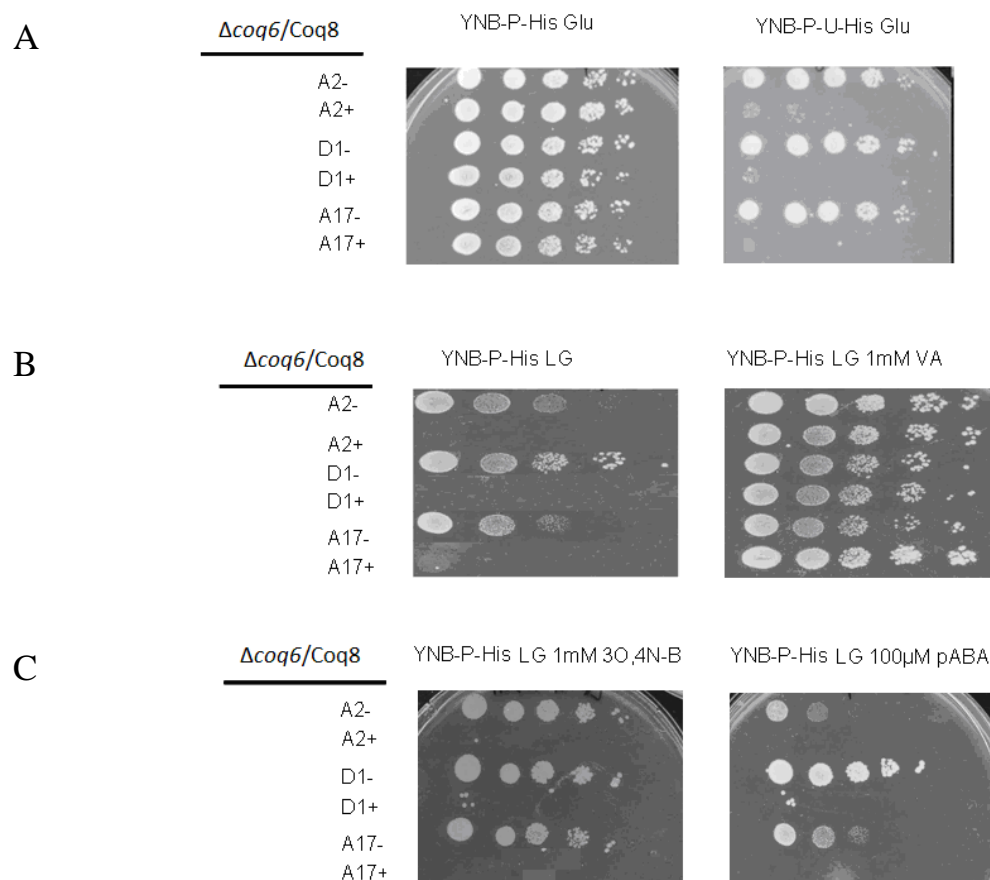 A
Δcoq6/Coq8
YNB-P-His Glu
YNB-P-U-His Glu
A2-
A2+
D1-
D1+
A17-
A17+
B
Δcoq6/Coq8
YNB-P-His LG
YNB-P-His LG 1mM VA
A2-
A2+
D1-
D1+
A17-
A17+
C
Δcoq6/Coq8
YNB-P-His LG 1mM 3O,4N-B
YNB-P-His LG 100µM pABA
A2-
A2+
D1-
D1+
A17-
A17+